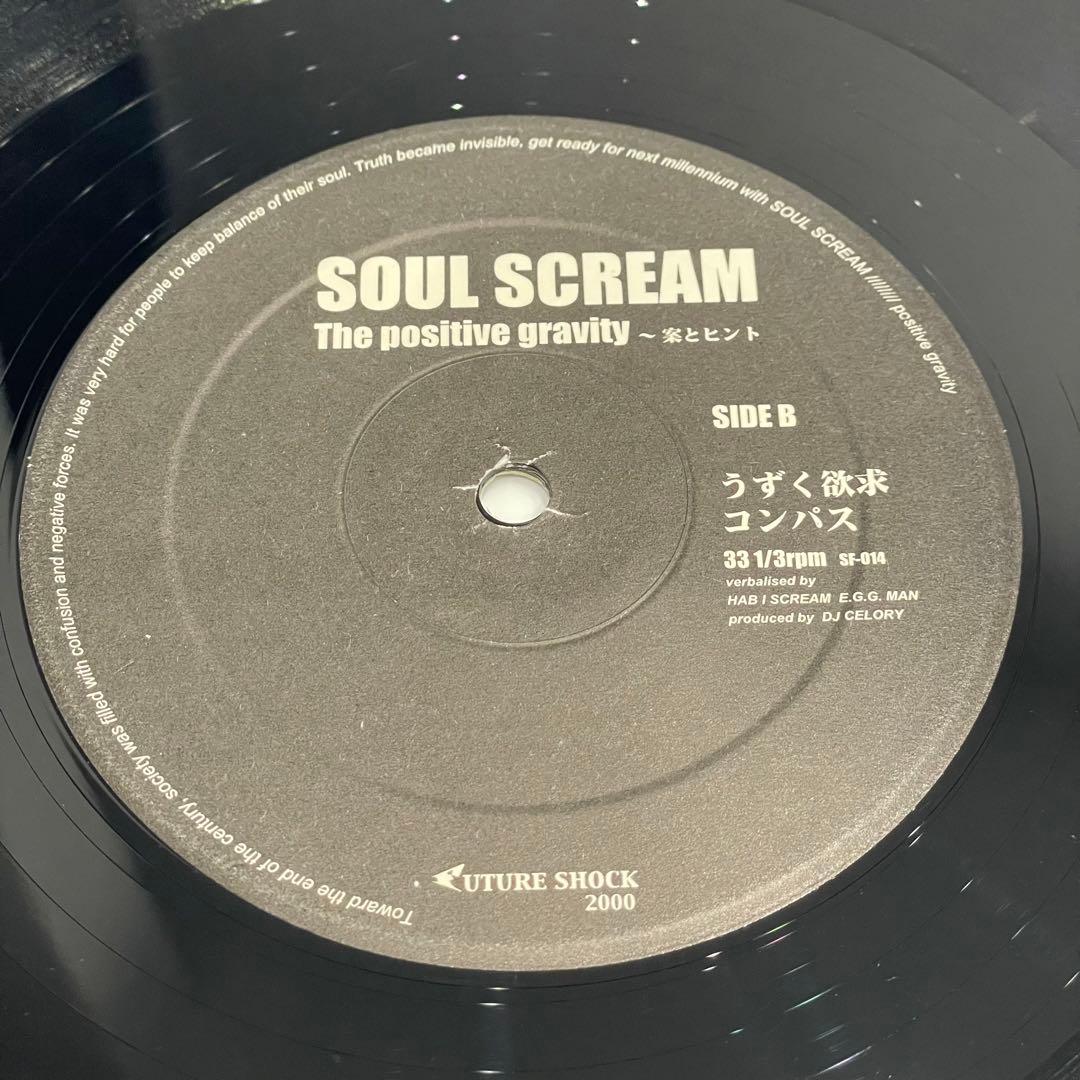 Toward the end of the century, society was filled with confusion and negative forces. It was very hard for people to keep balance of their soul. Truth became invisible, get ready for next millennium with SOUL SCREAM ///////// positive gravity
SOUL SCREAM
The positive gravity ～ 案とヒント
SIDE B
うずく欲求
コンパス
33 1/3rpm SF-014
verbalised by
HAB I SCREAM E.G.G. MAN
produced by DJ CELORY
FUTURE SHOCK
2000